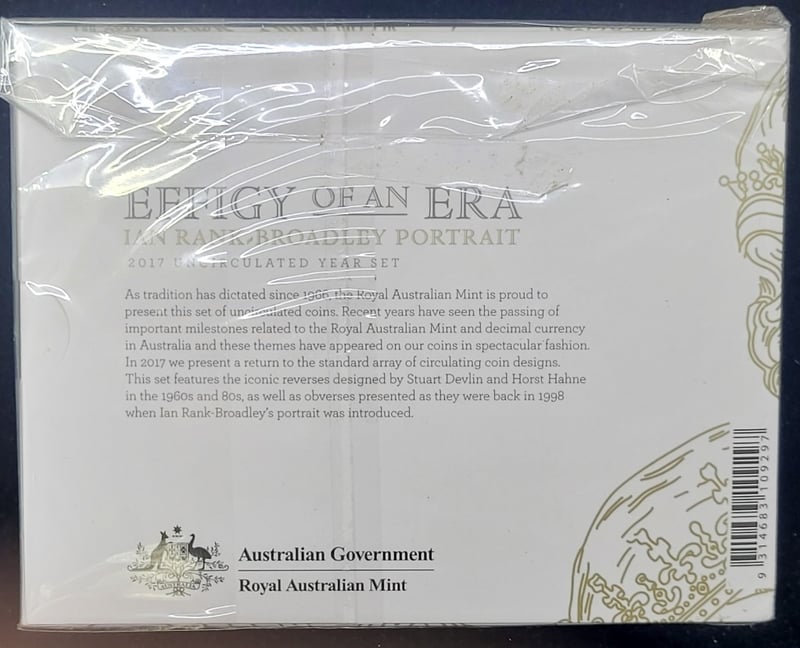 EFFIGY OF AN ERA
IAN RANK-BROADLEY PORTRAIT
2017 UNCIRCULATED YEAR SET
As tradition has dictated since 1966, the Royal Australian Mint is proud to
present this set of uncirculated coins. Recent years have seen the passing of
important milestones related to the Royal Australian Mint and decimal currency
in Australia and these themes have appeared on our coins in spectacular fashion.
In 2017 we present a return to the standard array of circulating coin designs.
This set features the iconic reverses designed by Stuart Devlin and Horst Hahne
in the 1960s and 80s, as well as obverses presented as they were back in 1998
when Ian Rank-Broadley's portrait was introduced.
AUSTRALIA
Australian Government
Royal Australian Mint
9 314683 109297